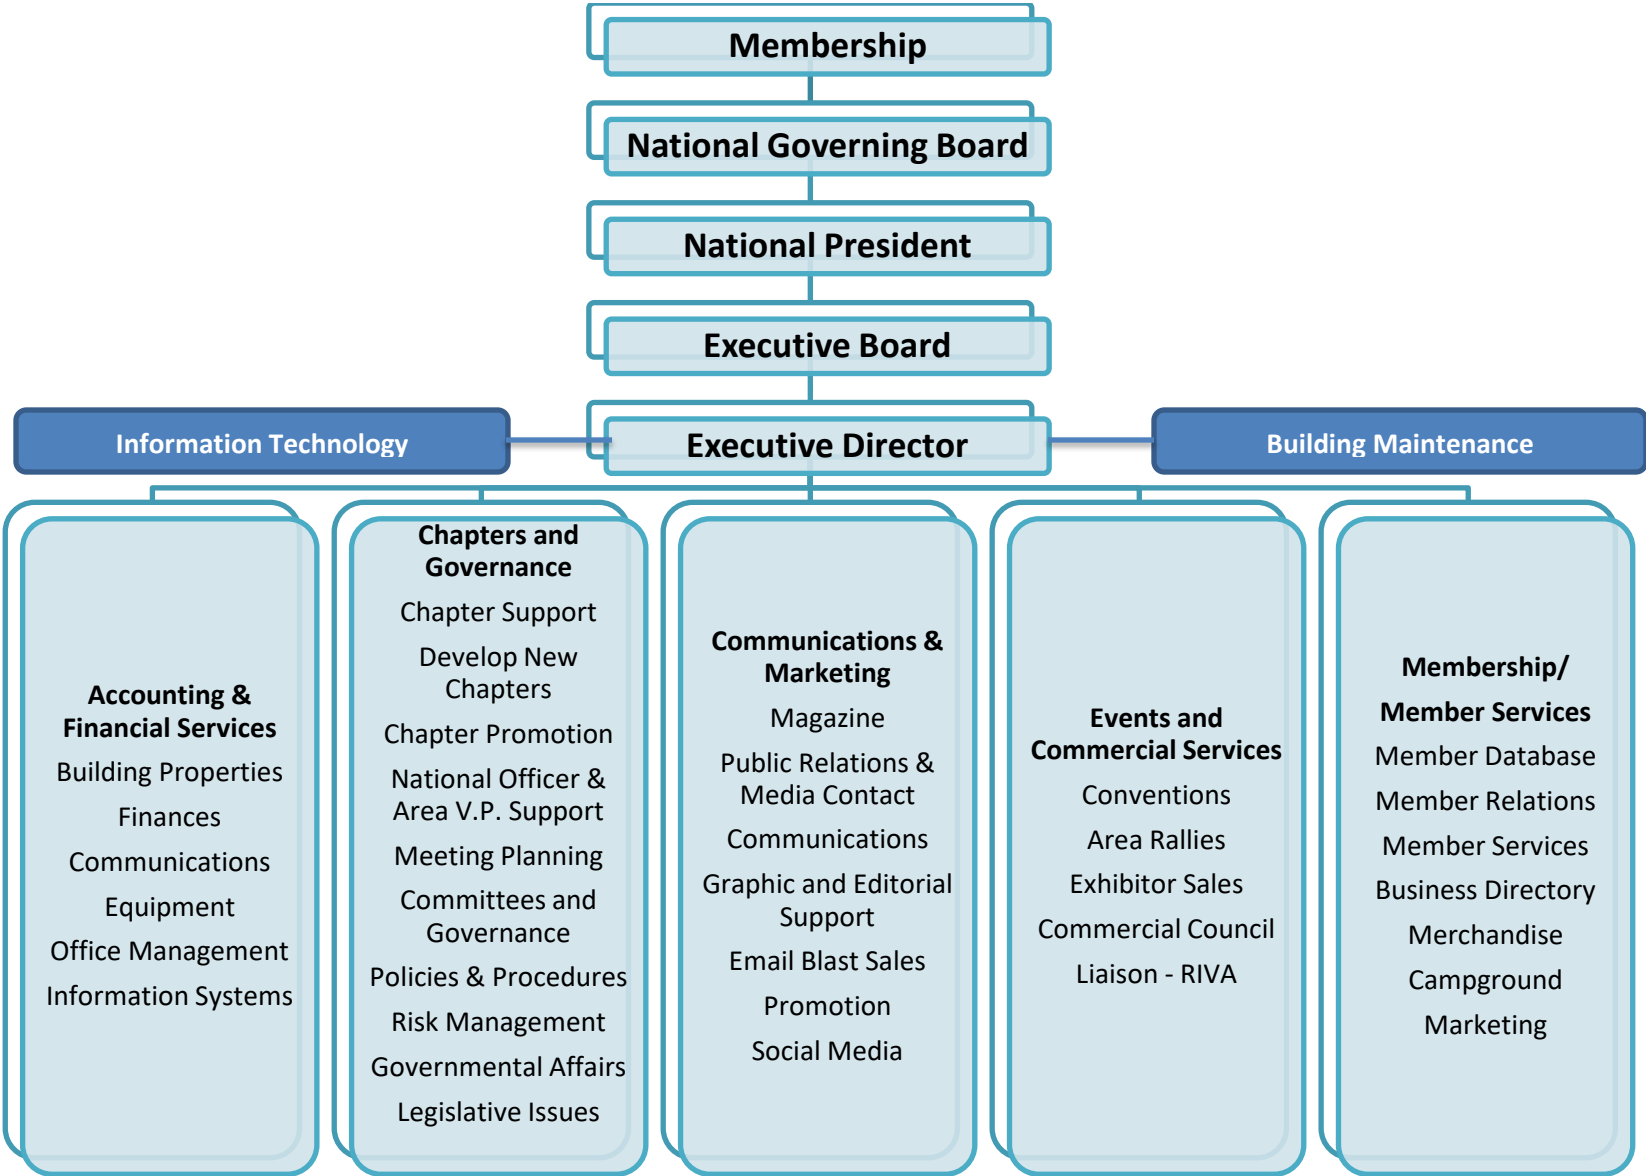 Membership
National Governing Board
National President
Executive Board
Information Technology
Executive Director
Building Maintenance
Accounting &
Financial Services
Building Properties
Finances
Communications
Equipment
Office Management
Information Systems
Chapters and
Governance
Chapter Support
Develop New
Chapters
Chapter Promotion
National Officer &
Area V.P. Support
Meeting Planning
Committees and
Governance
Policies & Procedures
Risk Management
Governmental Affairs
Legislative Issues
Communications &
Marketing
Magazine
Public Relations &
Media Contact
Communications
Graphic and Editorial
Support
Email Blast Sales
Promotion
Social Media
Events and
Commercial Services
Conventions
Area Rallies
Exhibitor Sales
Commercial Council
Liaison - RIVA
Membership/
Member Services
Member Database
Member Relations
Member Services
Business Directory
Merchandise
Campground
Marketing